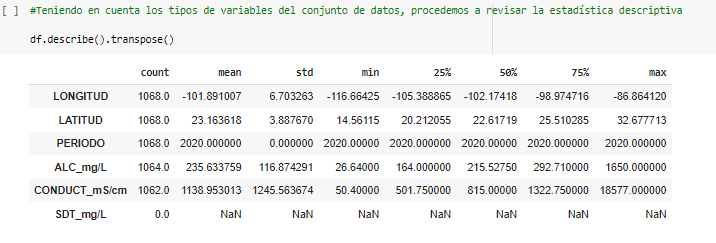 [ ] #Teniendo en cuenta los tipos de variables del conjunto de datos, procedemos a revisar la estadística descriptiva
df.describe().transpose()
count mean std min 25% 50% 75% max
LONGITUD 1068.0 -101.891007 6.703263 -116.66425 -105.388865 -102.17418 -98.974716 -86.864120
LATITUD 1068.0 23.163618 3.887670 14.56115 20.212055 22.61719 25.510285 32.677713
PERIODO 1068.0 2020.000000 0.000000 2020.00000 2020.000000 2020.00000 2020.000000 2020.000000
ALC_mg/L 1064.0 235.633759 116.874291 26.64000 164.000000 215.52750 292.710000 1650.000000
CONDUCT_mS/cm 1062.0 1138.953013 1245.563674 50.40000 501.750000 815.00000 1322.750000 18577.000000
SDT_mg/L 0.0 NaN NaN NaN NaN NaN NaN NaN